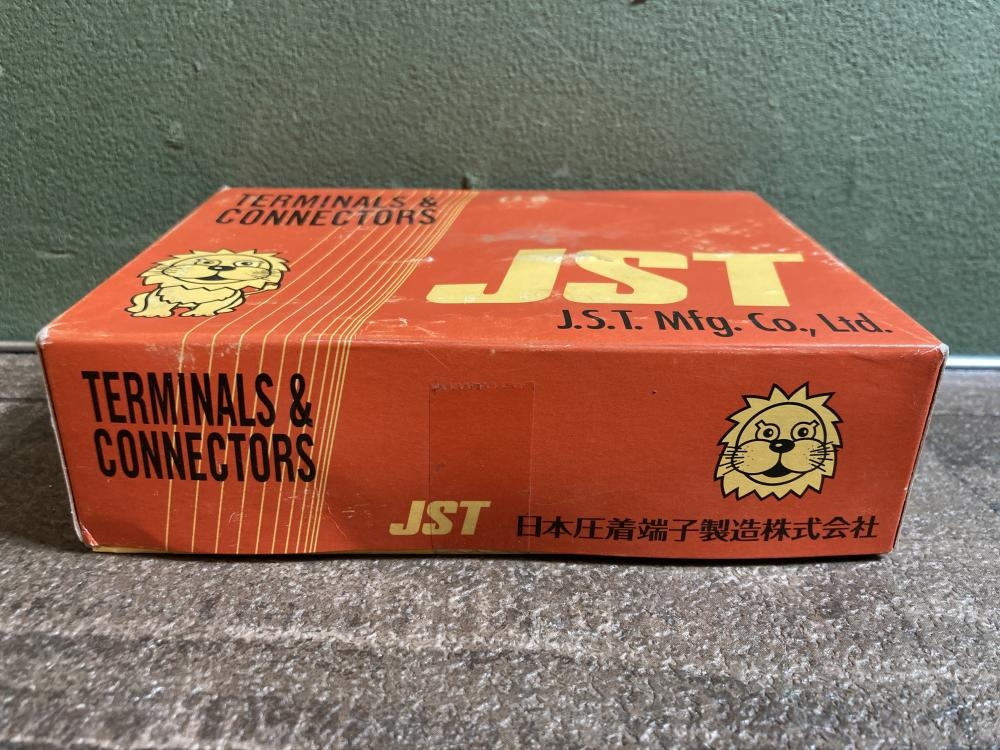 TERMINALS &
CONNECTORS
JST
J.S.T. Mfg. Co., Ltd.
TERMINALS &
CONNECTORS
JST 日本圧着端子製造株式会社